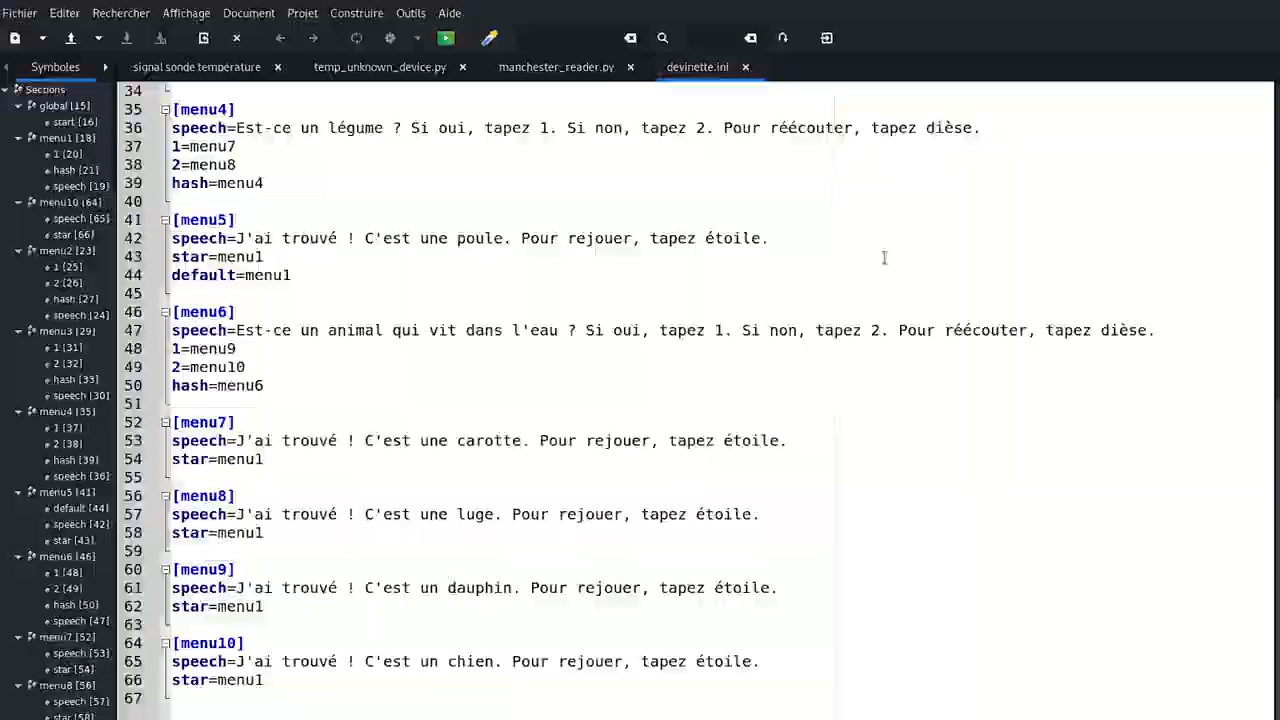 Fichier Editer Rechercher Affichage Document Projet Construire Outils Aide
Symboles signal sonde température temp_unknown_device.py manchester_reader.py devinette.inl
Sections
global [15]
start [16]
menu1 [18]
1 [20]
hash [21]
speech [19]
menu10 [64]
speech [65]
star [66]
menu2 [23]
1 [25]
2 [26]
hash [27]
speech [24]
menu3 [29]
1 [31]
2 [32]
hash [33]
speech [30]
menu4 [35]
1 [37]
2 [38]
hash [39]
speech [36]
menu5 [41]
default [44]
speech [42]
star [43]
menu6 [46]
1 [48]
2 [49]
hash [50]
speech [47]
menu7 [52]
speech [53]
star [54]
menu8 [56]
speech [57]
star [58]
34
35 [menu4]
36 speech=Est-ce un légume ? Si oui, tapez 1. Si non, tapez 2. Pour réécouter, tapez dièse.
37 1=menu7
38 2=menu8
39 hash=menu4
40
41 [menu5]
42 speech=J'ai trouvé ! C'est une poule. Pour rejouer, tapez étoile.
43 star=menu1
44 default=menu1
45
46 [menu6]
47 speech=Est-ce un animal qui vit dans l'eau ? Si oui, tapez 1. Si non, tapez 2. Pour réécouter, tapez dièse.
48 1=menu9
49 2=menu10
50 hash=menu6
51
52 [menu7]
53 speech=J'ai trouvé ! C'est une carotte. Pour rejouer, tapez étoile.
54 star=menu1
55
56 [menu8]
57 speech=J'ai trouvé ! C'est une luge. Pour rejouer, tapez étoile.
58 star=menu1
59
60 [menu9]
61 speech=J'ai trouvé ! C'est un dauphin. Pour rejouer, tapez étoile.
62 star=menu1
63
64 [menu10]
65 speech=J'ai trouvé ! C'est un chien. Pour rejouer, tapez étoile.
66 star=menu1
67